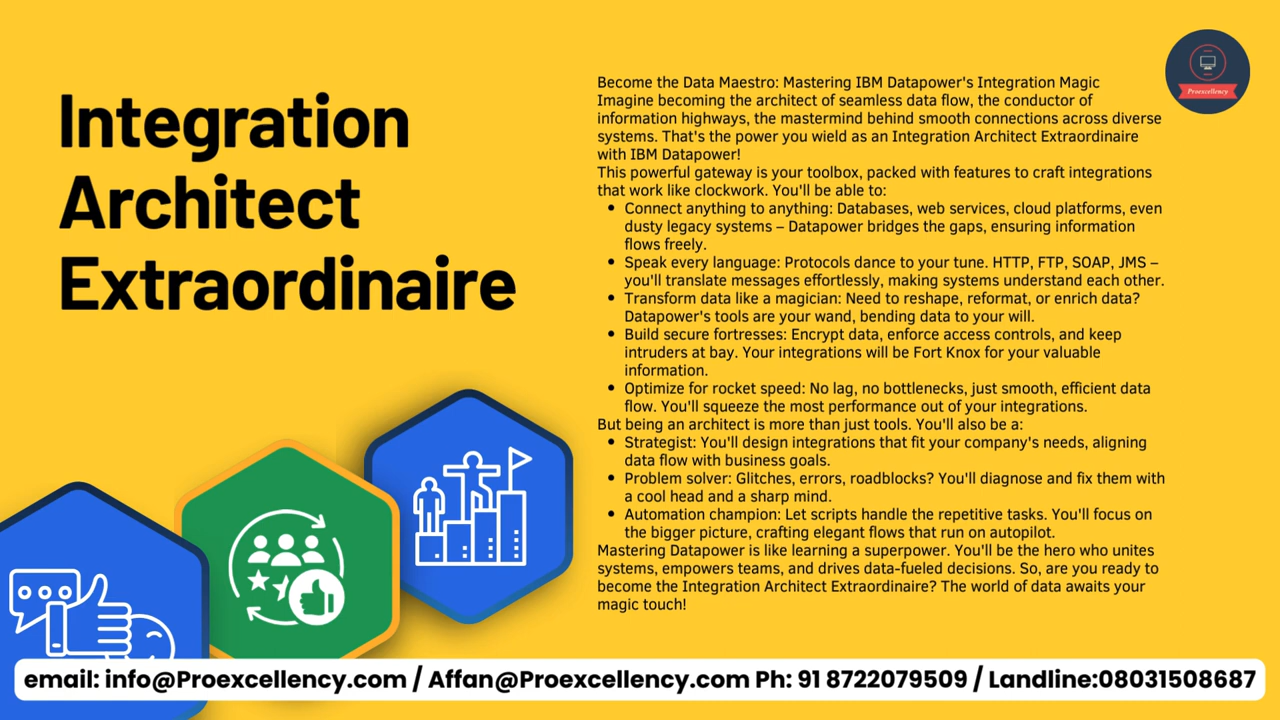 Integration
Architect
Extraordinaire
Proexcellency
Become the Data Maestro: Mastering IBM Datapower's Integration Magic
Imagine becoming the architect of seamless data flow, the conductor of
information highways, the mastermind behind smooth connections across diverse
systems. That's the power you wield as an Integration Architect Extraordinaire
with IBM Datapower!
This powerful gateway is your toolbox, packed with features to craft integrations
that work like clockwork. You'll be able to:
• Connect anything to anything: Databases, web services, cloud platforms, even
dusty legacy systems – Datapower bridges the gaps, ensuring information
flows freely.
• Speak every language: Protocols dance to your tune. HTTP, FTP, SOAP, JMS –
you'll translate messages effortlessly, making systems understand each other.
• Transform data like a magician: Need to reshape, reformat, or enrich data?
Datapower's tools are your wand, bending data to your will.
• Build secure fortresses: Encrypt data, enforce access controls, and keep
intruders at bay. Your integrations will be Fort Knox for your valuable
information.
• Optimize for rocket speed: No lag, no bottlenecks, just smooth, efficient data
flow. You'll squeeze the most performance out of your integrations.
But being an architect is more than just tools. You'll also be a:
• Strategist: You'll design integrations that fit your company's needs, aligning
data flow with business goals.
• Problem solver: Glitches, errors, roadblocks? You'll diagnose and fix them with
a cool head and a sharp mind.
• Automation champion: Let scripts handle the repetitive tasks. You'll focus on
the bigger picture, crafting elegant flows that run on autopilot.
Mastering Datapower is like learning a superpower. You'll be the hero who unites
systems, empowers teams, and drives data-fueled decisions. So, are you ready to
become the Integration Architect Extraordinaire? The world of data awaits your
magic touch!
email: info@Proexcellency.com / Affan@Proexcellency.com Ph: 91 8722079509 / Landline:08031508687